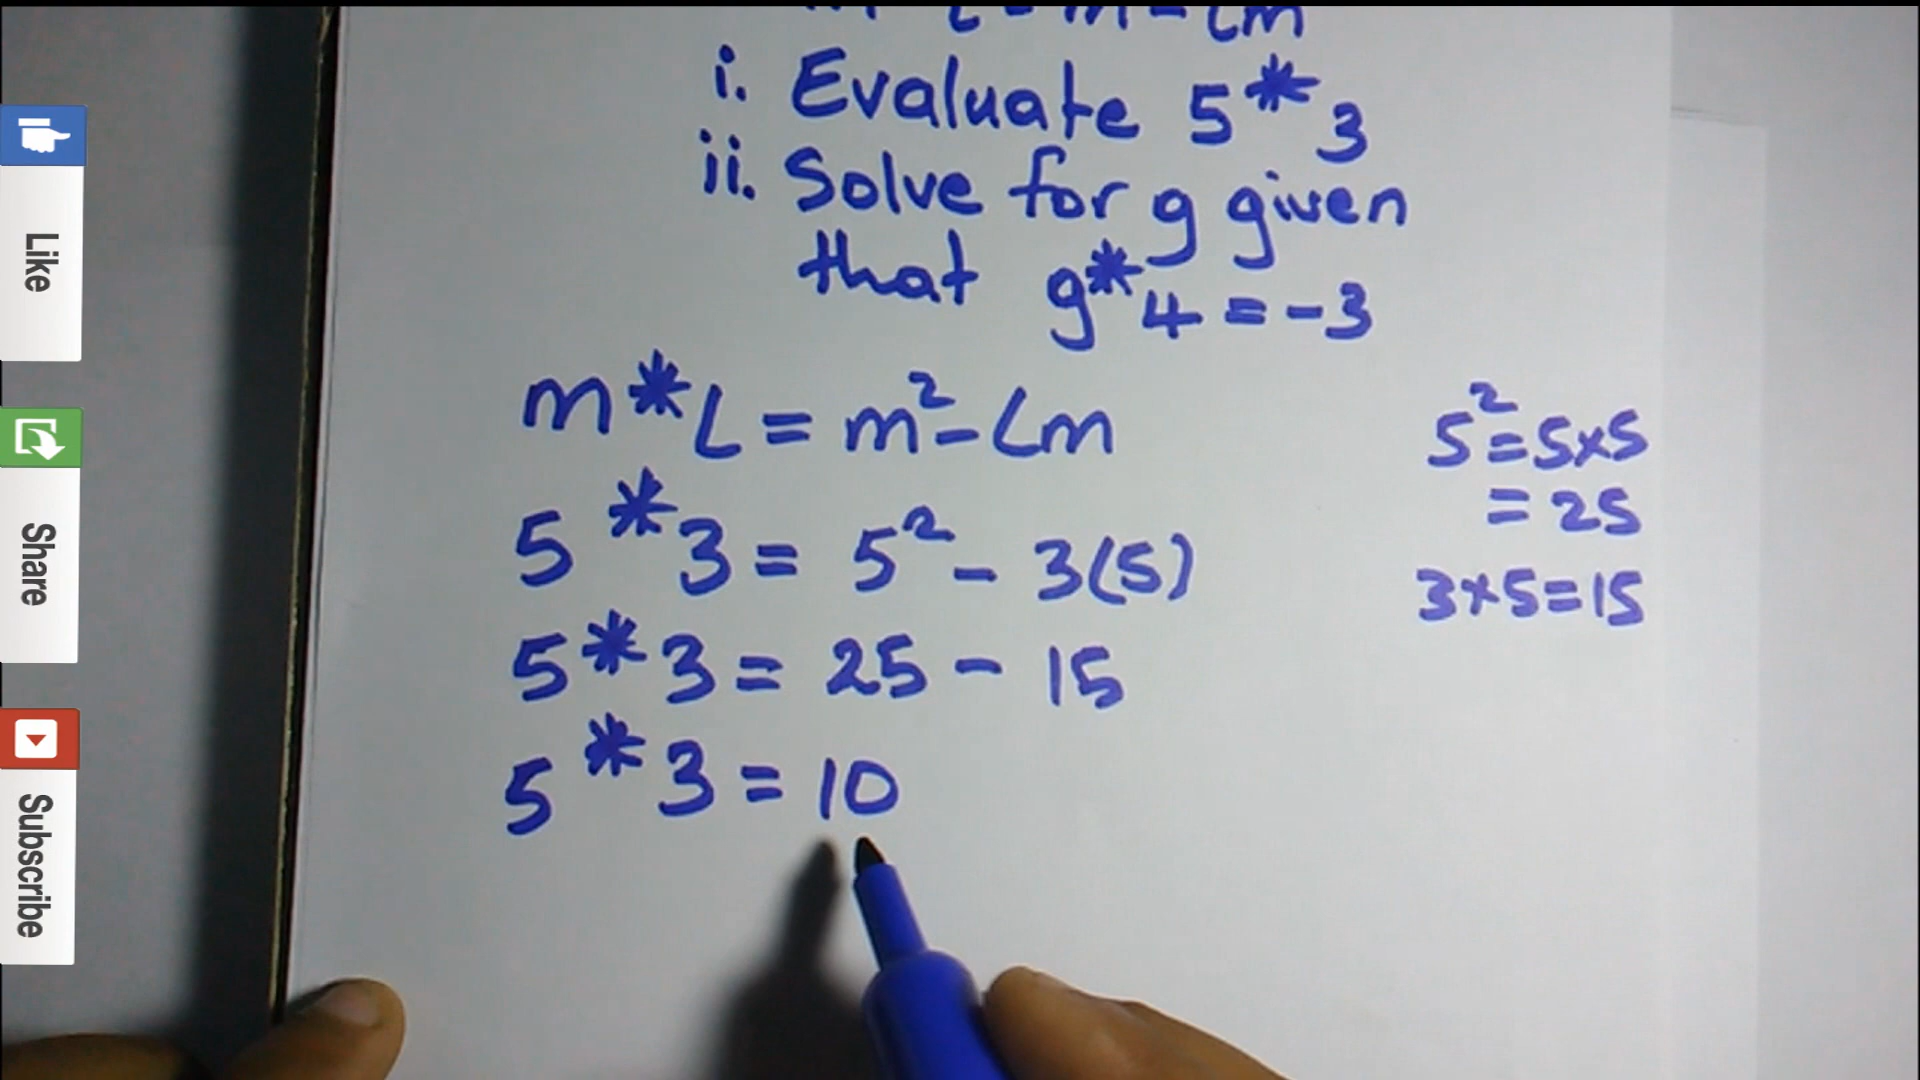 i. Evaluate 5 * 3
ii. Solve for g given
that g * 4 = -3
m * L = m² - Lm
5 * 3 = 5² - 3(5)
5 * 3 = 25 - 15
5 * 3 = 10
5² = 5×5
= 25
3×5=15
Like
Share
Subscribe